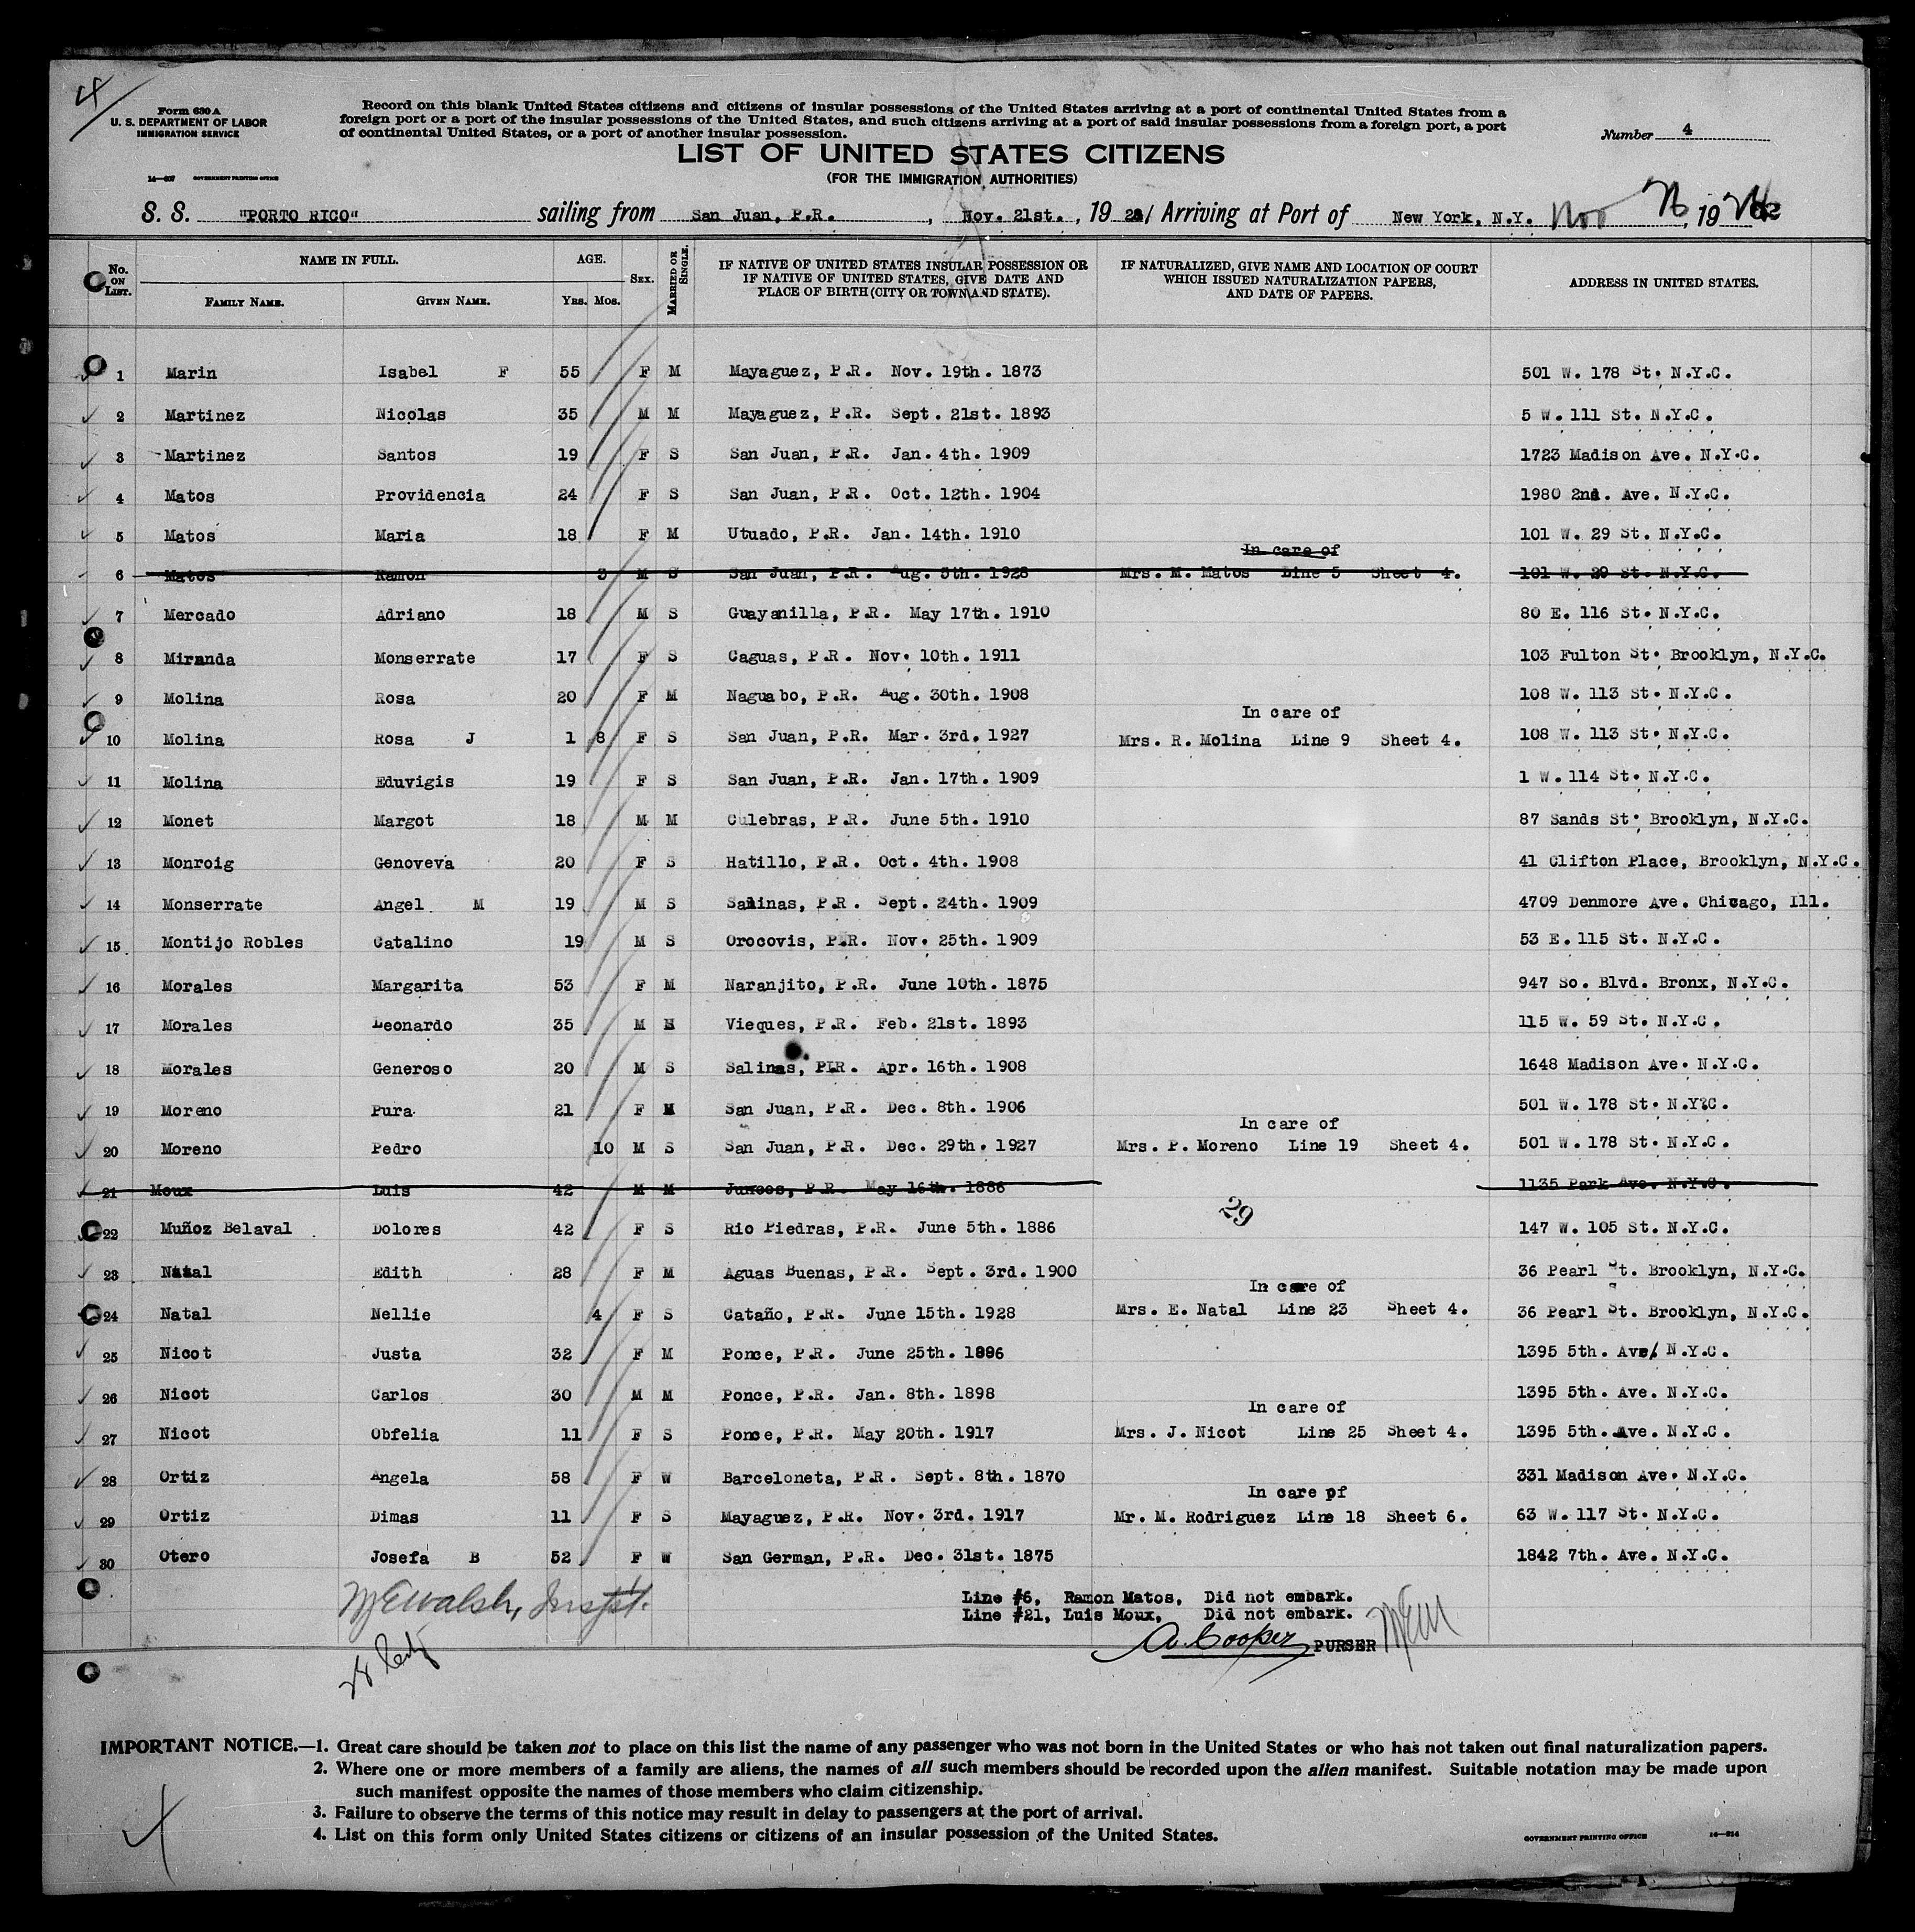 4
Form 630 A
U. S. DEPARTMENT OF LABOR
IMMIGRATION SERVICE
14—607 GOVERNMENT PRINTING OFFICE
Record on this blank United States citizens and citizens of insular possessions of the United States arriving at a port of continental United States from a
foreign port or a port of the insular possessions of the United States, and such citizens arriving at a port of said insular possessions from a foreign port, a port
of continental United States, or a port of another insular possession.
Number 4
LIST OF UNITED STATES CITIZENS
(FOR THE IMMIGRATION AUTHORITIES)
S. S. "PORTO RICO" sailing from San Juan, P.R., Nov. 21st., 19 28 Arriving at Port of New York, N.Y. Nov 19
No. ON LIST. NAME IN FULL. AGE. SEX. MARRIED OR SINGLE. IF NATIVE OF UNITED STATES INSULAR POSSESSION OR IF NATIVE OF UNITED STATES, GIVE DATE AND PLACE OF BIRTH (CITY OR TOWN AND STATE). IF NATURALIZED, GIVE NAME AND LOCATION OF COURT WHICH ISSUED NATURALIZATION PAPERS, AND DATE OF PAPERS. ADDRESS IN UNITED STATES.
FAMILY NAME. GIVEN NAME. Yrs. Mos.
1 Marin Isabel F 55 F M Mayaguez, P.R. Nov. 19th. 1873 501 W. 178 St. N.Y.C.
2 Martinez Nicolas 35 M M Mayaguez, P.R. Sept. 21st. 1893 5 W. 111 St. N.Y.C.
3 Martinez Santos 19 F S San Juan, P.R. Jan. 4th. 1909 1723 Madison Ave. N.Y.C.
4 Matos Providencia 24 F S San Juan, P.R. Oct. 12th. 1904 1980 2nd. Ave. N.Y.C.
5 Matos Maria 18 F M Utuado, P.R. Jan. 14th. 1910 101 W. 29 St. N.Y.C.
In care of
6 Matos Ramon 3 M S San Juan, P.R. Aug. 5th. 1928 Mrs. M. Matos Line 5 Sheet 4. 101 W. 29 St. N.Y.C.
7 Mercado Adriano 18 M S Guayanilla, P.R. May 17th. 1910 80 E. 116 St. N.Y.C.
8 Miranda Monserrate 17 F S Caguas, P.R. Nov. 10th. 1911 103 Fulton St. Brooklyn, N.Y.C.
9 Molina Rosa 20 F M Naguabo, P.R. Aug. 30th. 1908 108 W. 113 St. N.Y.C.
In care of
10 Molina Rosa J 1 8 F S San Juan, P.R. Mar. 3rd. 1927 Mrs. R. Molina Line 9 Sheet 4. 108 W. 113 St. N.Y.C.
11 Molina Eduvigis 19 F S San Juan, P.R. Jan. 17th. 1909 1 W. 114 St. N.Y.C.
12 Monet Margot 18 M M Culebras, P.R. June 5th. 1910 87 Sands St. Brooklyn, N.Y.C.
13 Monroig Genoveva 20 F S Hatillo, P.R. Oct. 4th. 1908 41 Clifton Place, Brooklyn, N.Y.C.
14 Monserrate Angel M 19 M S Salinas, P.R. Sept. 24th. 1909 4709 Denmore Ave. Chicago, Ill.
15 Montijo Robles Catalino 19 M S Orocovis, P.R. Nov. 25th. 1909 53 E. 115 St. N.Y.C.
16 Morales Margarita 53 F M Naranjito, P.R. June 10th. 1875 947 So. Blvd. Bronx, N.Y.C.
17 Morales Leonardo 35 M Vieques, P.R. Feb. 21st. 1893 115 W. 59 St. N.Y.C.
18 Morales Generoso 20 M S Salinas, P.R. Apr. 16th. 1908 1648 Madison Ave. N.Y.C.
19 Moreno Pura 21 F M San Juan, P.R. Dec. 8th. 1906 501 W. 178 St. N.Y?C.
In care of
20 Moreno Pedro 10 M S San Juan, P.R. Dec. 29th. 1927 Mrs. P. Moreno Line 19 Sheet 4. 501 W. 178 St. N.Y.C.
21 Moux Luis 42 M M Juncos, P.R. May 16th. 1886 1135 Park Ave. N.Y.C.
29
22 Muñoz Belaval Dolores 42 F S Rio Piedras, P.R. June 5th. 1886 147 W. 105 St. N.Y.C.
23 Natal Edith 28 F M Aguas Buenas, P.R. Sept. 3rd. 1900 36 Pearl St. Brooklyn, N.Y.C.
In care of
24 Natal Nellie 4 F S Cataño, P.R. June 15th. 1928 Mrs. E. Natal Line 23 Sheet 4. 36 Pearl St. Brooklyn, N.Y.C.
25 Nicot Justa 32 F M Ponce, P.R. June 25th. 1896 1395 5th. Ave/ N.Y.C.
26 Nicot Carlos 30 M M Ponce, P.R. Jan. 8th. 1898 1395 5th. Ave. N.Y.C.
In care of
27 Nicot Obfelia 11 F S Ponce, P.R. May 20th. 1917 Mrs. J. Nicot Line 25 Sheet 4. 1395 5th. Ave. N.Y.C.
28 Ortiz Angela 58 F W Barceloneta, P.R. Sept. 8th. 1870 331 Madison Ave. N.Y.C.
In care of
29 Ortiz Dimas 11 F S Mayaguez, P.R. Nov. 3rd. 1917 Mr. M. Rodriguez Line 18 Sheet 6. 63 W. 117 St. N.Y.C.
30 Otero Josefa B 52 F W San German, P.R. Dec. 31st. 1875 1842 7th. Ave. N.Y.C.
Line #6, Ramon Matos, Did not embark.
MEWalsh, Inspt.
Line #21, Luis Moux, Did not embark.
A. Cooper PURSER MEW
IMPORTANT NOTICE.—1. Great care should be taken not to place on this list the name of any passenger who was not born in the United States or who has not taken out final naturalization papers.
2. Where one or more members of a family are aliens, the names of all such members should be recorded upon the alien manifest. Suitable notation may be made upon
such manifest opposite the names of those members who claim citizenship.
3. Failure to observe the terms of this notice may result in delay to passengers at the port of arrival.
4. List on this form only United States citizens or citizens of an insular possession of the United States.
GOVERNMENT PRINTING OFFICE 14—214